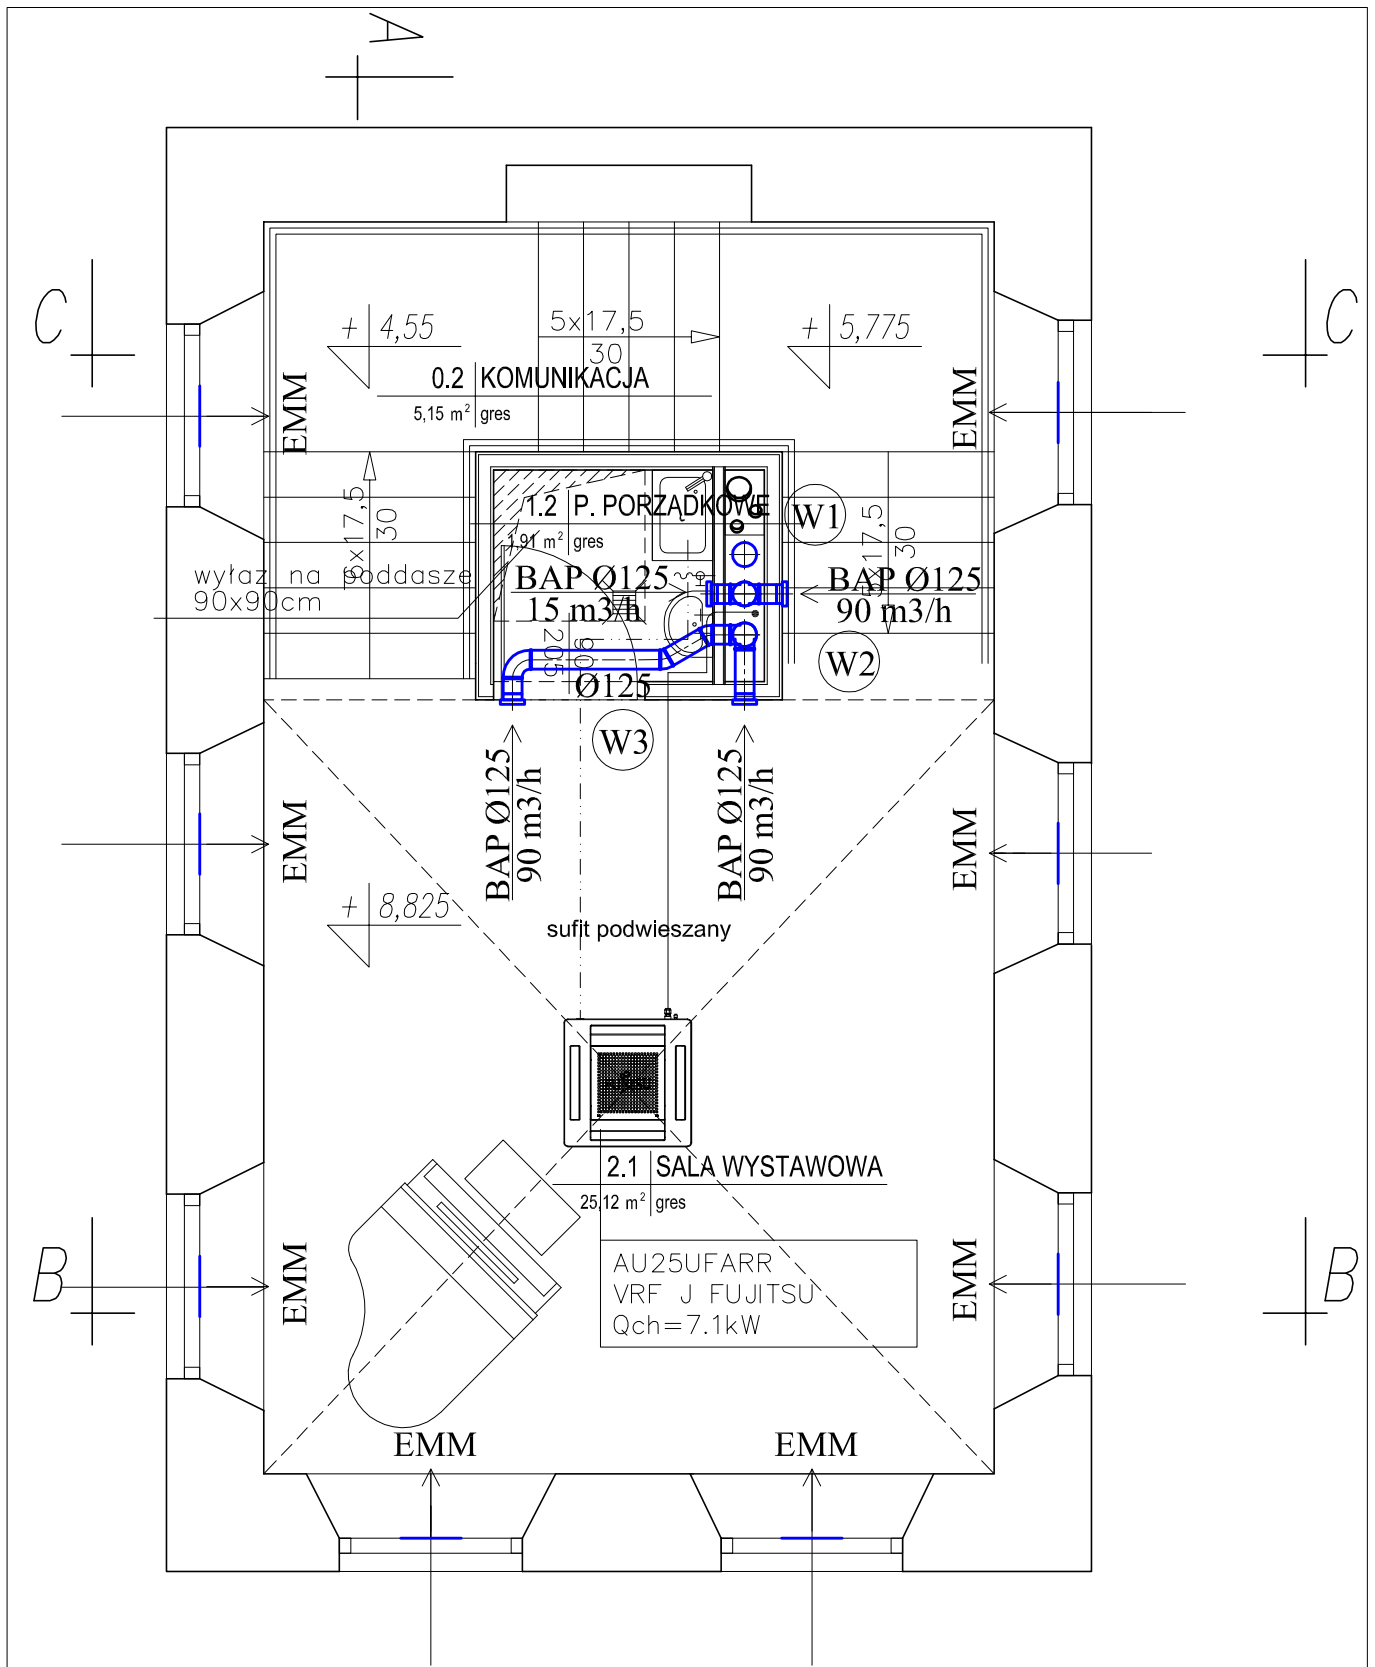 A
C
C
+ 4,55
5x17,5
30
+ 5,775
0.2 KOMUNIKACJA
5,15 m² gres
EMM
EMM
1.2 P. PORZĄDKOWE
1,91 m² gres
W1
6x17,5
30
5x17,5
30
wyłaz na poddasze
90x90cm
BAP Ø125
15 m3/h
BAP Ø125
90 m3/h
90
205
Ø125
W2
W3
BAP Ø125
90 m3/h
BAP Ø125
90 m3/h
EMM
EMM
+ 8,825
sufit podwieszany
2.1 SALA WYSTAWOWA
25,12 m² gres
B
B
EMM
EMM
AU25UFARR
VRF J FUJITSU
Qch=7.1kW
EMM
EMM